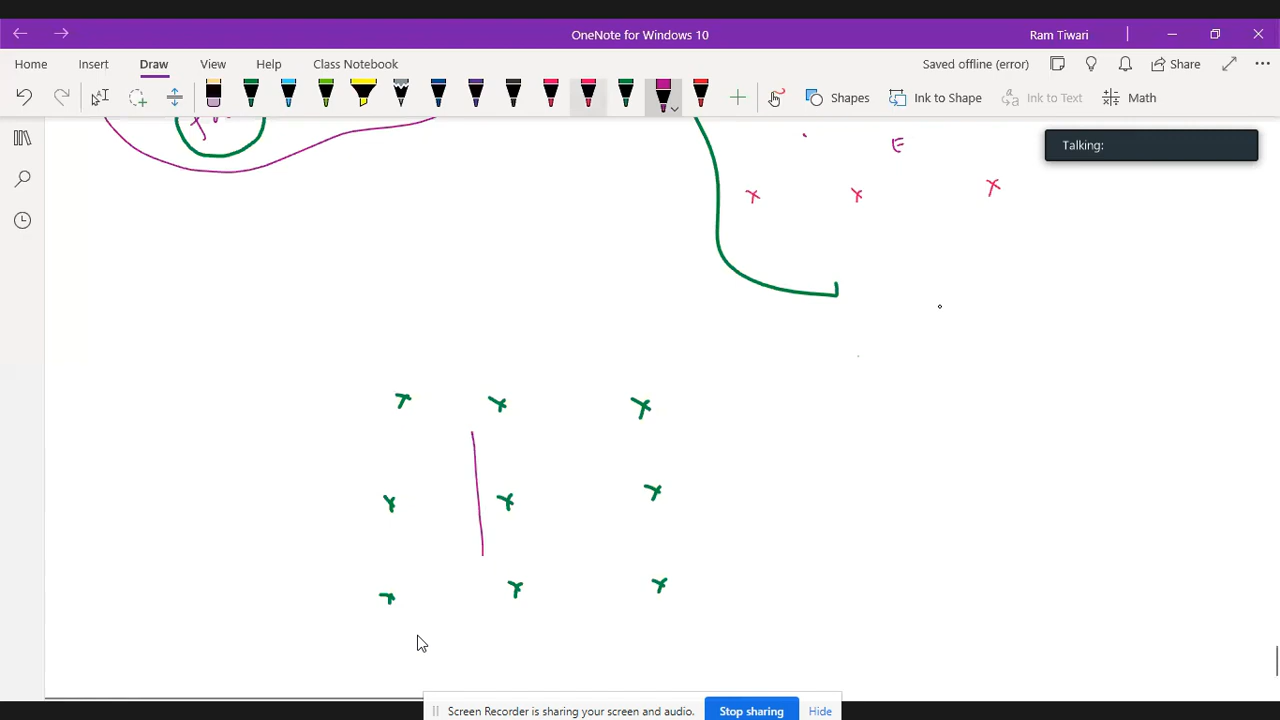 OneNote for Windows 10
Ram Tiwari
Home Insert Draw View Help Class Notebook
Saved offline (error)
Share
Shapes
Ink to Shape
Ink to Text
Math
Talking:
E
x x x
x x x
x x x
x x x
Screen Recorder is sharing your screen and audio.
Stop sharing
Hide